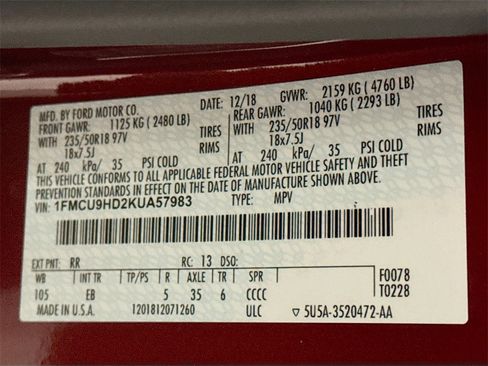 MFD. BY FORD MOTOR CO. DATE: 12/18 GVWR: 2159 KG ( 4760 LB)
FRONT GAWR: 1125 KG ( 2480 LB) REAR GAWR: 1040 KG ( 2293 LB)
WITH 235/50R18 97V TIRES WITH 235/50R18 97V TIRES
18x7.5J RIMS 18x7.5J RIMS
AT 240 kPa/ 35 PSI COLD AT 240 kPa/ 35 PSI COLD
THIS VEHICLE CONFORMS TO ALL APPLICABLE FEDERAL MOTOR VEHICLE SAFETY AND THEFT
PREVENTION STANDARDS IN EFFECT ON THE DATE OF MANUFACTURE SHOWN ABOVE.
VIN: 1FMCU9HD2KUA57983 TYPE: MPV
EXT PNT: RR RC: 13 DSO: F0078
WB INT TR TP/PS R AXLE TR SPR T0228
105 EB 5 35 6 CCCC
MADE IN U.S.A. 1201812071260 ULC ▽ 5U5A-3520472-AA